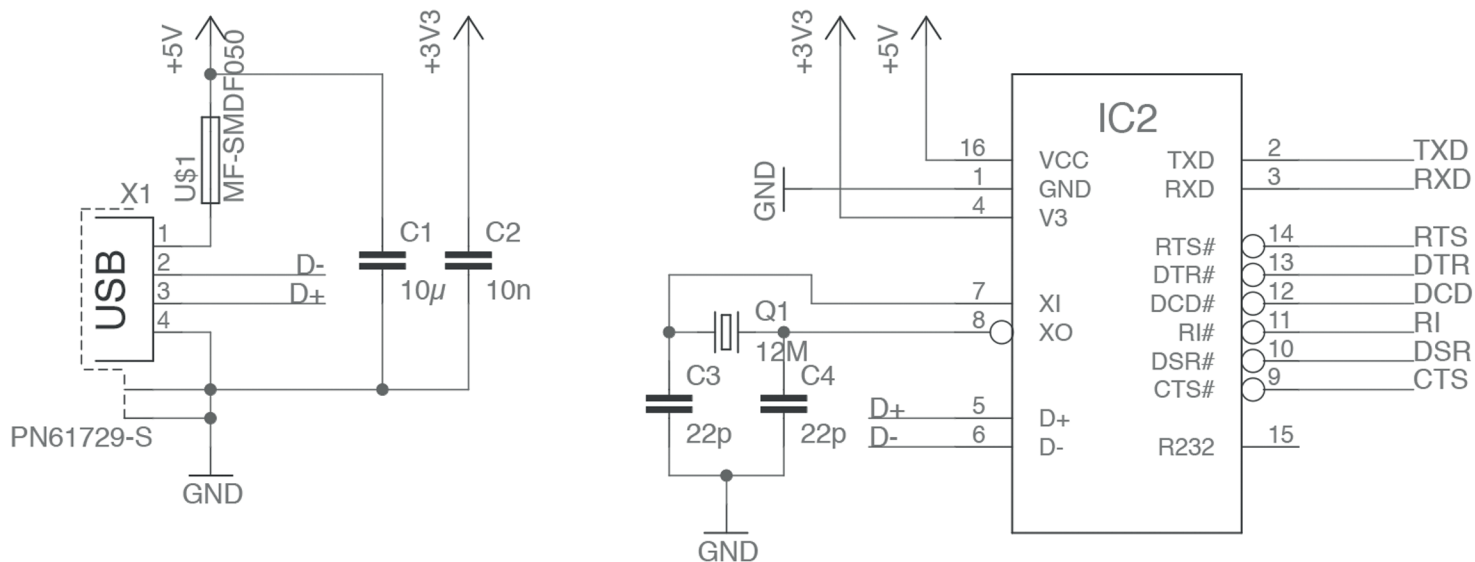 +5V
U$1
MF-SMDF050
+3V3
X1
USB
1
2
3
4
D-
D+
C1
10µ
C2
10n
PN61729-S
GND
+3V3
+5V
GND
IC2
16 VCC
1 GND
4 V3
7 XI
8 XO
5 D+
6 D-
TXD 2 TXD
RXD 3 RXD
RTS# 14 RTS
DTR# 13 DTR
DCD# 12 DCD
RI# 11 RI
DSR# 10 DSR
CTS# 9 CTS
R232 15
Q1
12M
C3
22p
C4
22p
D+
D-
GND